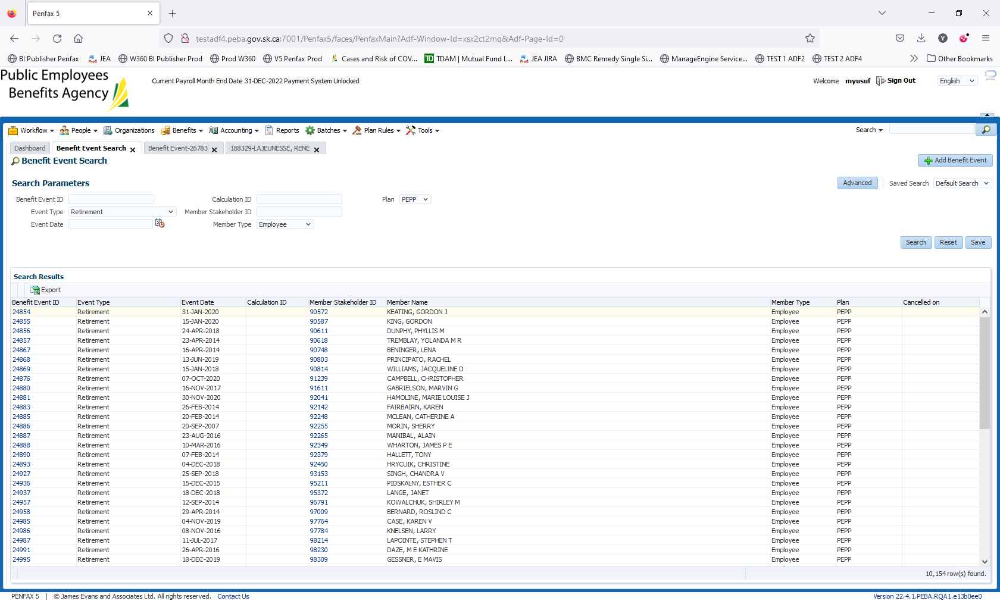 Penfax 5
testadf4.peba.gov.sk.ca:7001/Penfax5/faces/PenfaxMain?Adf-Window-Id=xsx2ct2mq&Adf-Page-Id=0
Y
BI Publisher Penfax JEA W360 BI Publisher Prod Prod W360 V5 Penfax Prod Cases and Risk of COV... TD TDAM | Mutual Fund L... JEA JIRA BMC Remedy Single Si... ManageEngine Service... TEST 1 ADF2 TEST 2 ADF4 Other Bookmarks
Public Employees
Benefits Agency
Current Payroll Month End Date 31-DEC-2022 Payment System Unlocked
Welcome myusuf Sign Out English
Workflow People Organizations Benefits Accounting Reports Batches Plan Rules Tools Search
Dashboard Benefit Event Search Benefit Event-26783 188329-LAJEUNESSE, RENE
Benefit Event Search Add Benefit Event
Search Parameters Advanced Saved Search Default Search
Benefit Event ID Calculation ID Plan PEPP
Event Type Retirement Member Stakeholder ID
Event Date Member Type Employee
Search Reset Save
Search Results
Export
Benefit Event ID Event Type Event Date Calculation ID Member Stakeholder ID Member Name Member Type Plan Cancelled on
24854 Retirement 31-JAN-2020 90572 KEATING, GORDON J Employee PEPP
24855 Retirement 15-JAN-2020 90587 KING, GORDON Employee PEPP
24856 Retirement 24-APR-2018 90611 DUNPHY, PHYLLIS M Employee PEPP
24857 Retirement 23-APR-2014 90618 TREMBLAY, YOLANDA M R Employee PEPP
24867 Retirement 16-APR-2014 90748 BENINGER, LENA Employee PEPP
24868 Retirement 13-JUN-2019 90803 PRINCIPATO, RACHEL Employee PEPP
24869 Retirement 15-JAN-2018 90814 WILLIAMS, JACQUELINE D Employee PEPP
24876 Retirement 07-OCT-2020 91239 CAMPBELL, CHRISTOPHER Employee PEPP
24880 Retirement 16-NOV-2017 91611 GABRIELSON, MARVIN G Employee PEPP
24881 Retirement 30-NOV-2020 92041 HAMOLINE, MARIE LOUISE J Employee PEPP
24883 Retirement 26-FEB-2014 92142 FAIRBAIRN, KAREN Employee PEPP
24885 Retirement 20-FEB-2014 92248 MCLEAN, CATHERINE A Employee PEPP
24886 Retirement 20-SEP-2007 92255 MORIN, SHERRY Employee PEPP
24887 Retirement 23-AUG-2016 92265 MANIBAL, ALAIN Employee PEPP
24888 Retirement 10-MAR-2016 92349 WHARTON, JAMES P E Employee PEPP
24890 Retirement 07-FEB-2014 92379 HALLETT, TONY Employee PEPP
24893 Retirement 04-DEC-2018 92450 HRYCUIK, CHRISTINE Employee PEPP
24927 Retirement 25-SEP-2018 93153 SINGH, CHANDRA V Employee PEPP
24936 Retirement 15-DEC-2015 95211 PIDSKALNY, ESTHER C Employee PEPP
24937 Retirement 18-DEC-2018 95372 LANGE, JANET Employee PEPP
24957 Retirement 12-SEP-2014 96791 KOWALCHUK, SHIRLEY M Employee PEPP
24958 Retirement 29-APR-2014 97009 BERNARD, ROSLIND C Employee PEPP
24985 Retirement 04-NOV-2019 97764 CASE, KAREN V Employee PEPP
24986 Retirement 08-NOV-2016 97784 KNELSEN, LARRY Employee PEPP
24987 Retirement 11-JUL-2017 98214 LAPOINTE, STEPHEN T Employee PEPP
24991 Retirement 26-APR-2016 98230 DAZE, M E KATHRINE Employee PEPP
24995 Retirement 18-DEC-2019 98309 GESSNER, E MAVIS Employee PEPP
10,154 row(s) found.
PENFAX 5 | © James Evans and Associates Ltd. All rights reserved. Contact Us Version 22.4.1.PEBA.RQA1.e13b0ee0